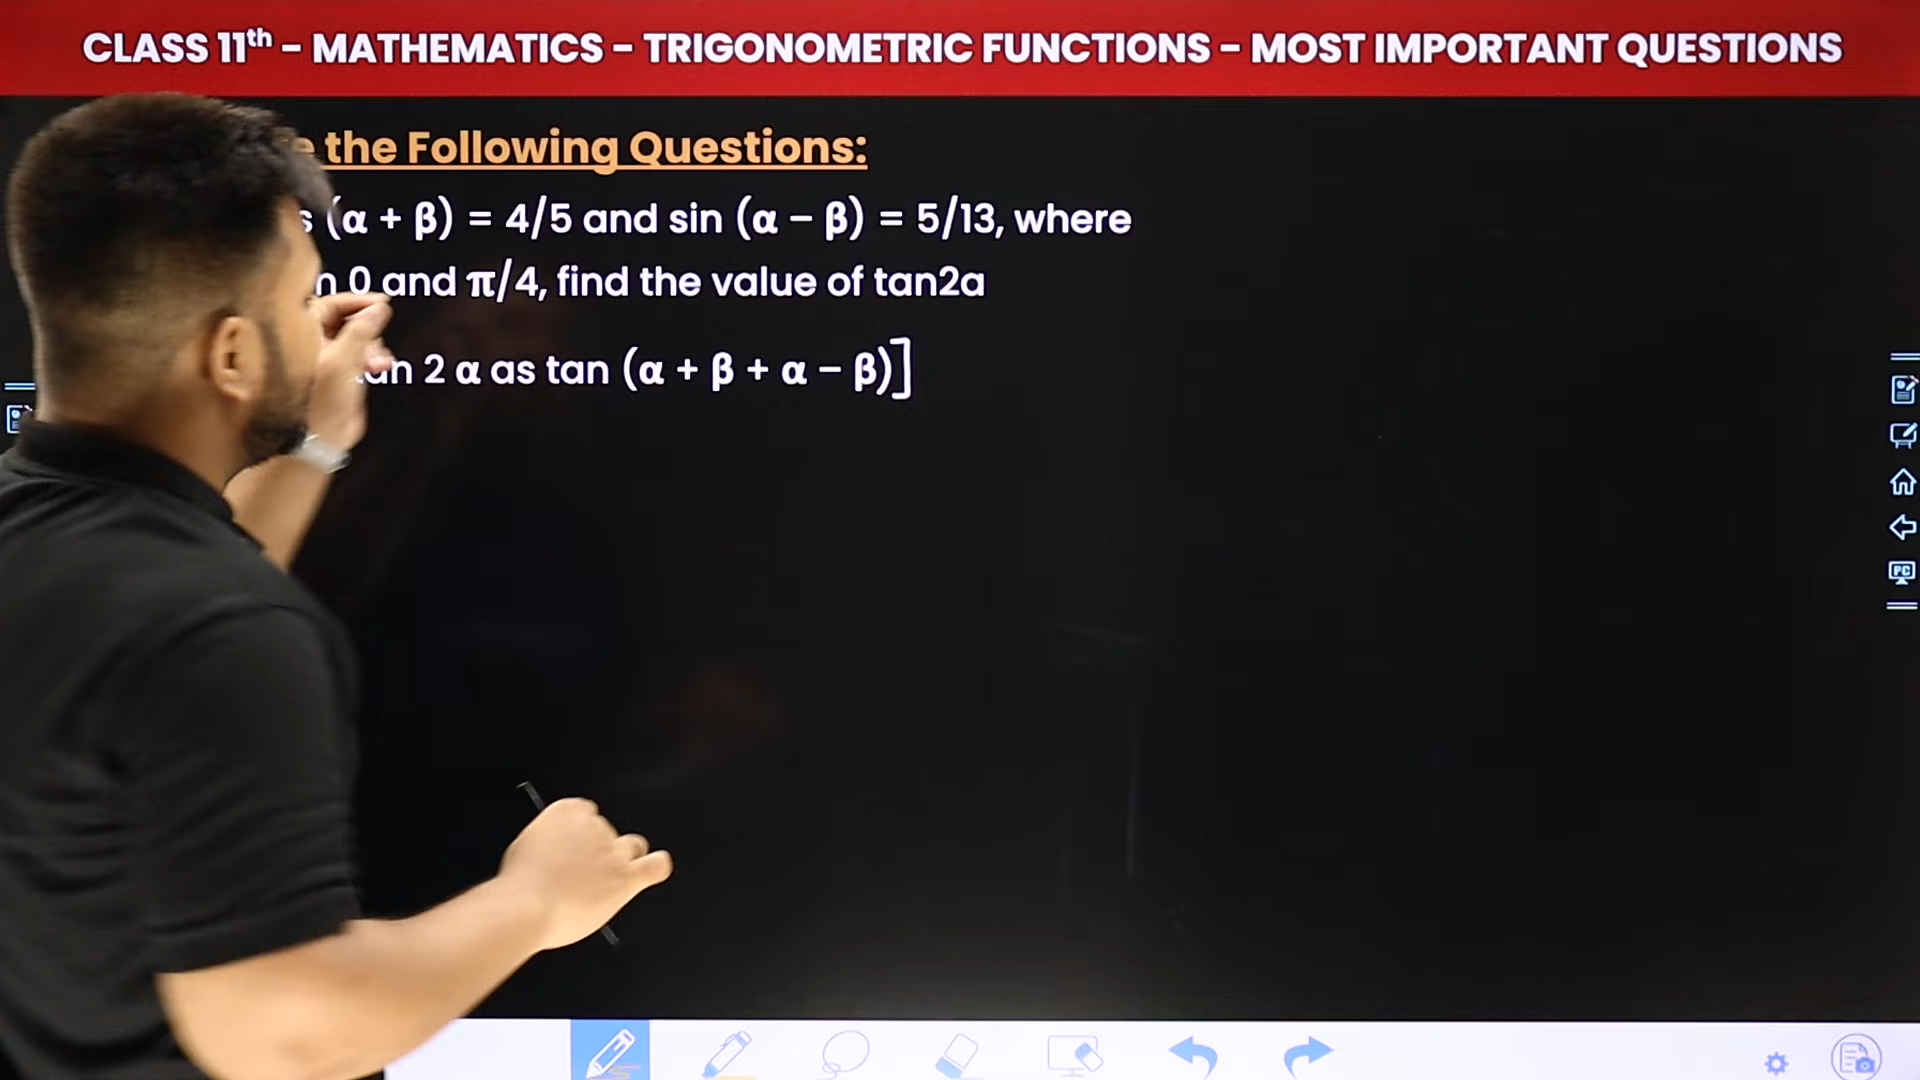 CLASS 11th – MATHEMATICS – TRIGONOMETRIC FUNCTIONS – MOST IMPORTANT QUESTIONS
the Following Questions:
(α + β) = 4/5 and sin (α – β) = 5/13, where
0 and π/4, find the value of tan2a
2 α as tan (α + β + α – β)]
PC